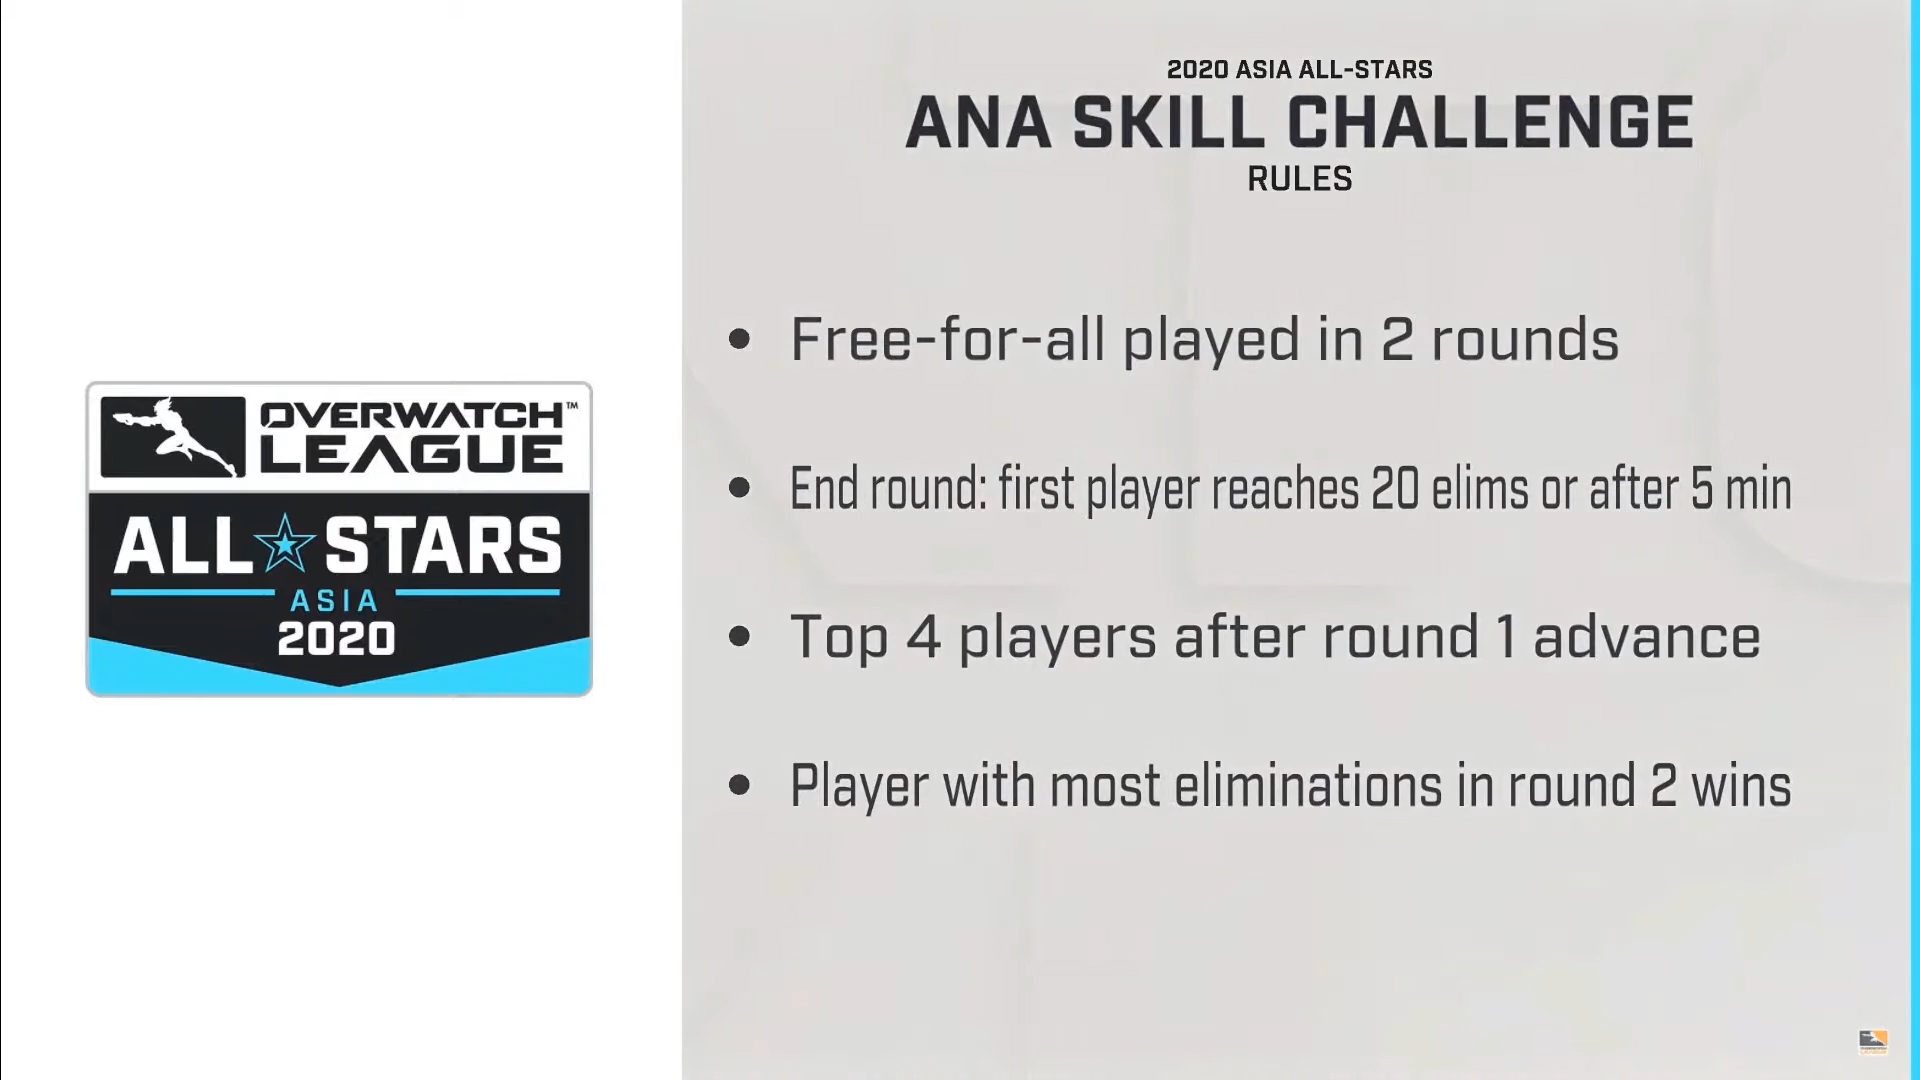 OVERWATCH™
LEAGUE
ALL STARS
ASIA
2020
2020 ASIA ALL-STARS
ANA SKILL CHALLENGE
RULES
• Free-for-all played in 2 rounds
• End round: first player reaches 20 elims or after 5 min
• Top 4 players after round 1 advance
• Player with most eliminations in round 2 wins
OVERWATCH
LEAGUE